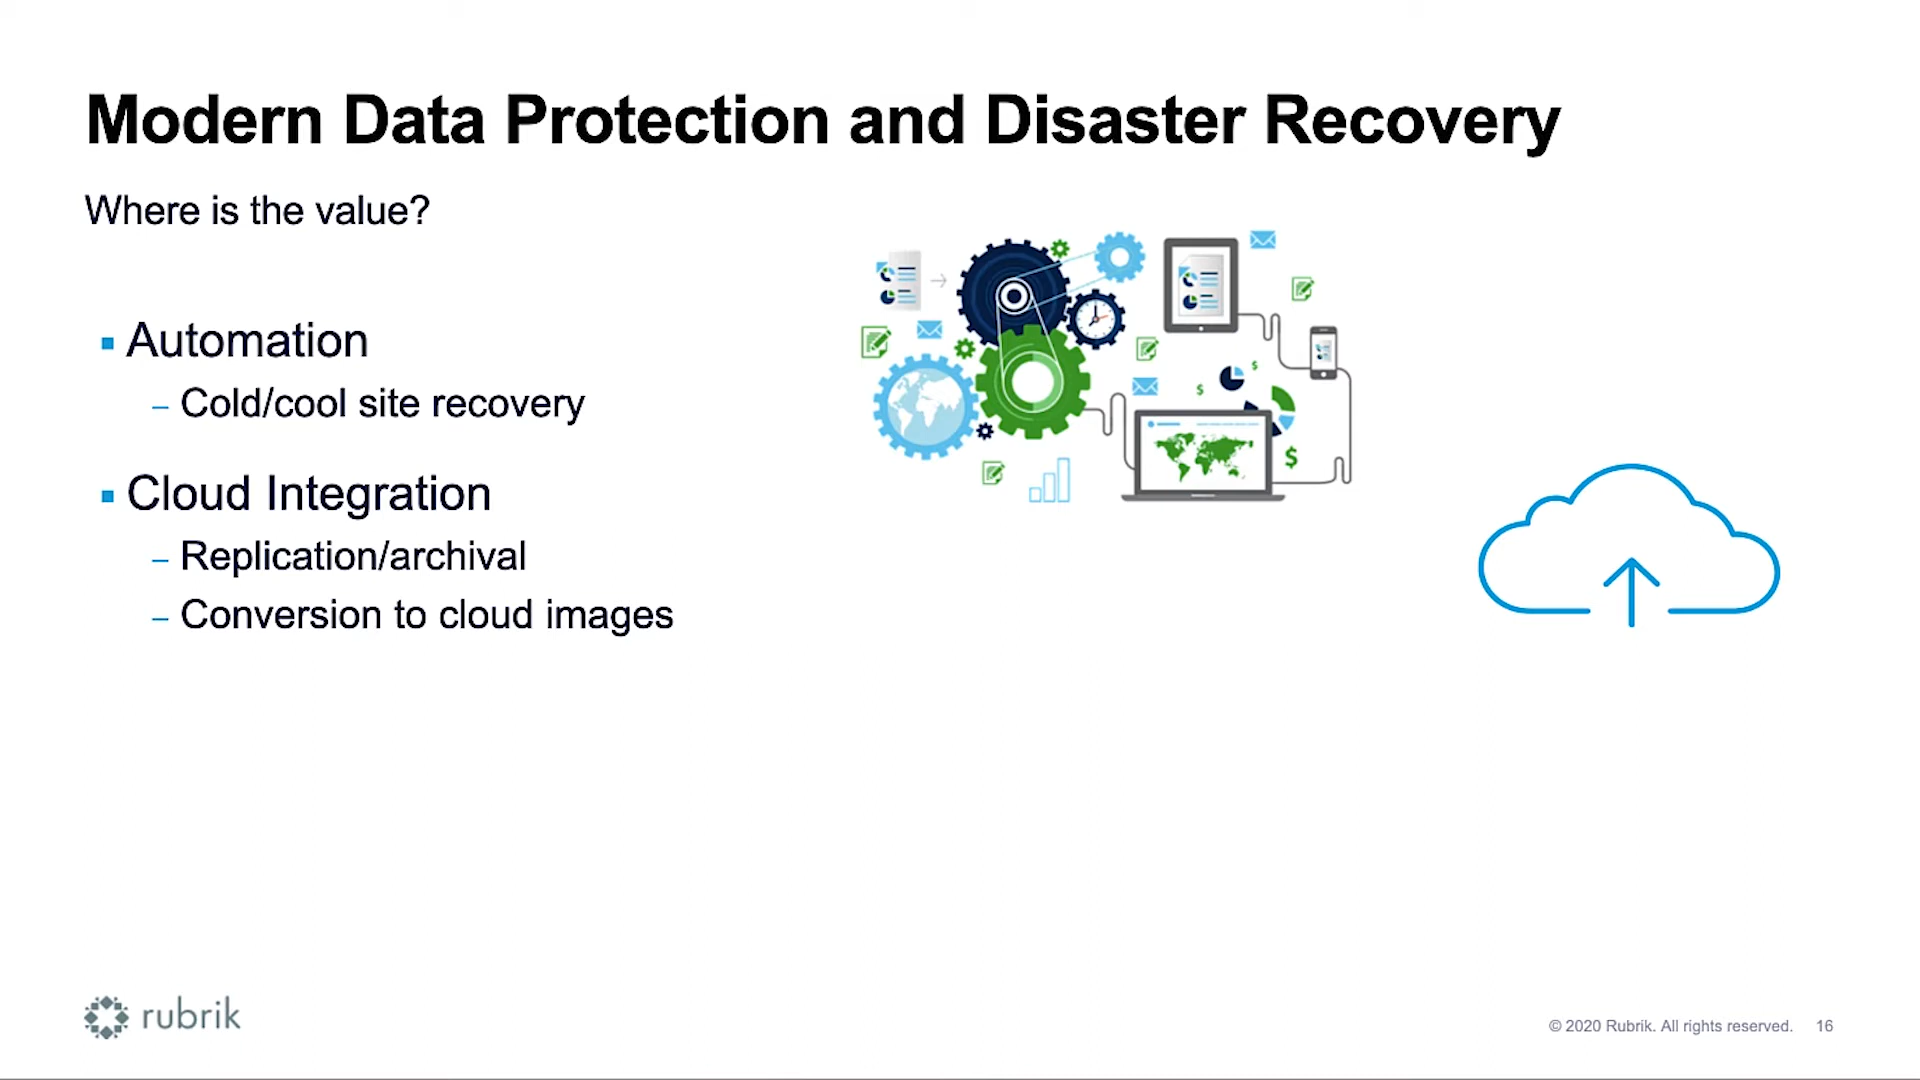 Modern Data Protection and Disaster Recovery
Where is the value?
▪ Automation
– Cold/cool site recovery
▪ Cloud Integration
– Replication/archival
– Conversion to cloud images
$
$
$
rubrik
© 2020 Rubrik. All rights reserved. 16